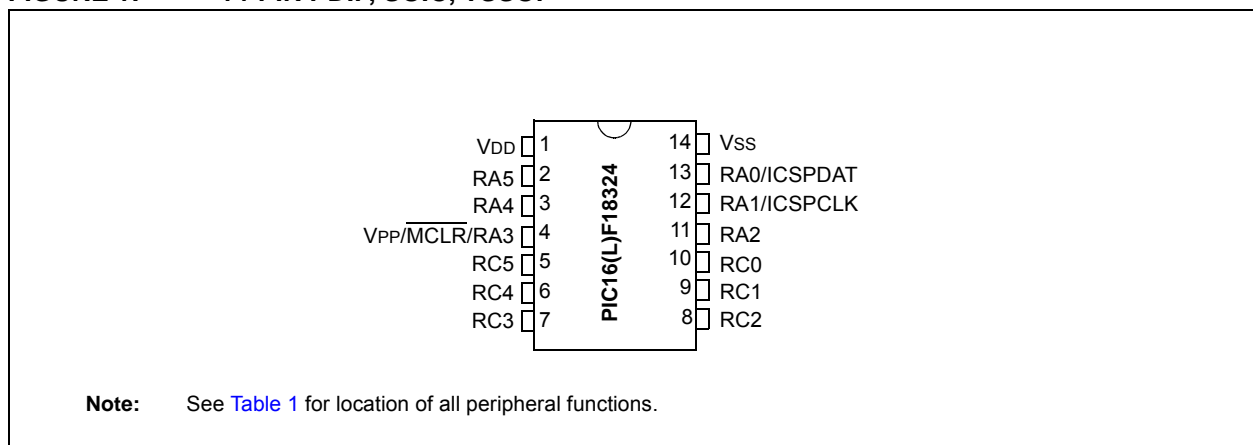 VDD 1 14 Vss
RA5 2 13 RA0/ICSPDAT
RA4 3 12 RA1/ICSPCLK
VPP/MCLR/RA3 4 11 RA2
RC5 5 10 RC0
RC4 6 9 RC1
RC3 7 8 RC2
PIC16(L)F18324
Note: See Table 1 for location of all peripheral functions.